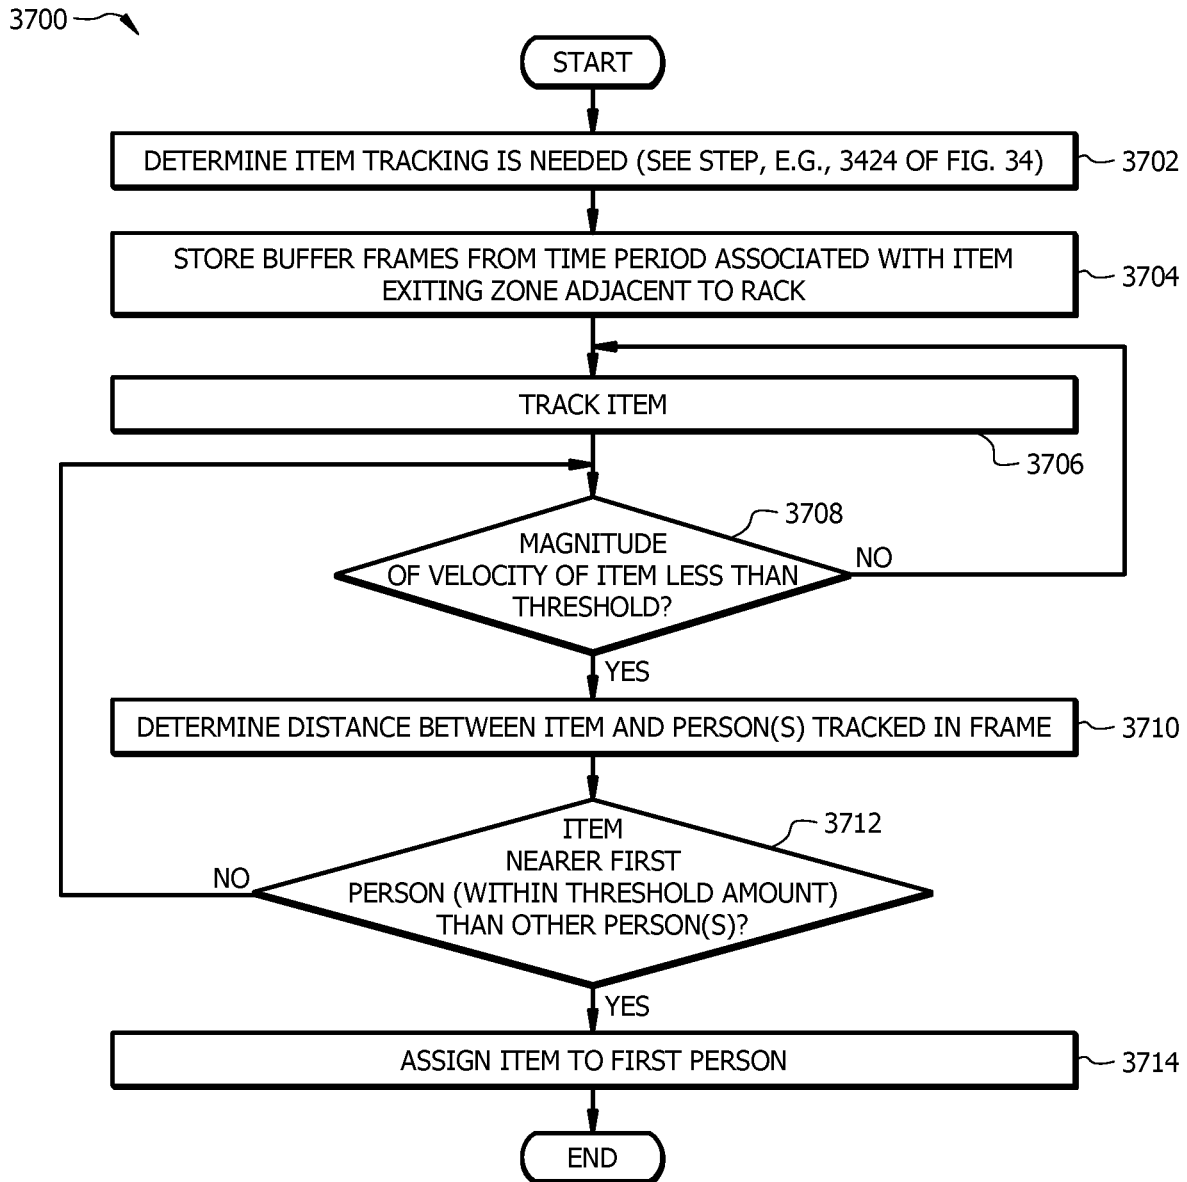 3700
START
DETERMINE ITEM TRACKING IS NEEDED (SEE STEP, E.G., 3424 OF FIG. 34)
3702
STORE BUFFER FRAMES FROM TIME PERIOD ASSOCIATED WITH ITEM
EXITING ZONE ADJACENT TO RACK
3704
TRACK ITEM
3706
3708
MAGNITUDE
OF VELOCITY OF ITEM LESS THAN
THRESHOLD?
NO
YES
DETERMINE DISTANCE BETWEEN ITEM AND PERSON(S) TRACKED IN FRAME
3710
3712
ITEM
NEARER FIRST
PERSON (WITHIN THRESHOLD AMOUNT)
THAN OTHER PERSON(S)?
NO
YES
ASSIGN ITEM TO FIRST PERSON
3714
END